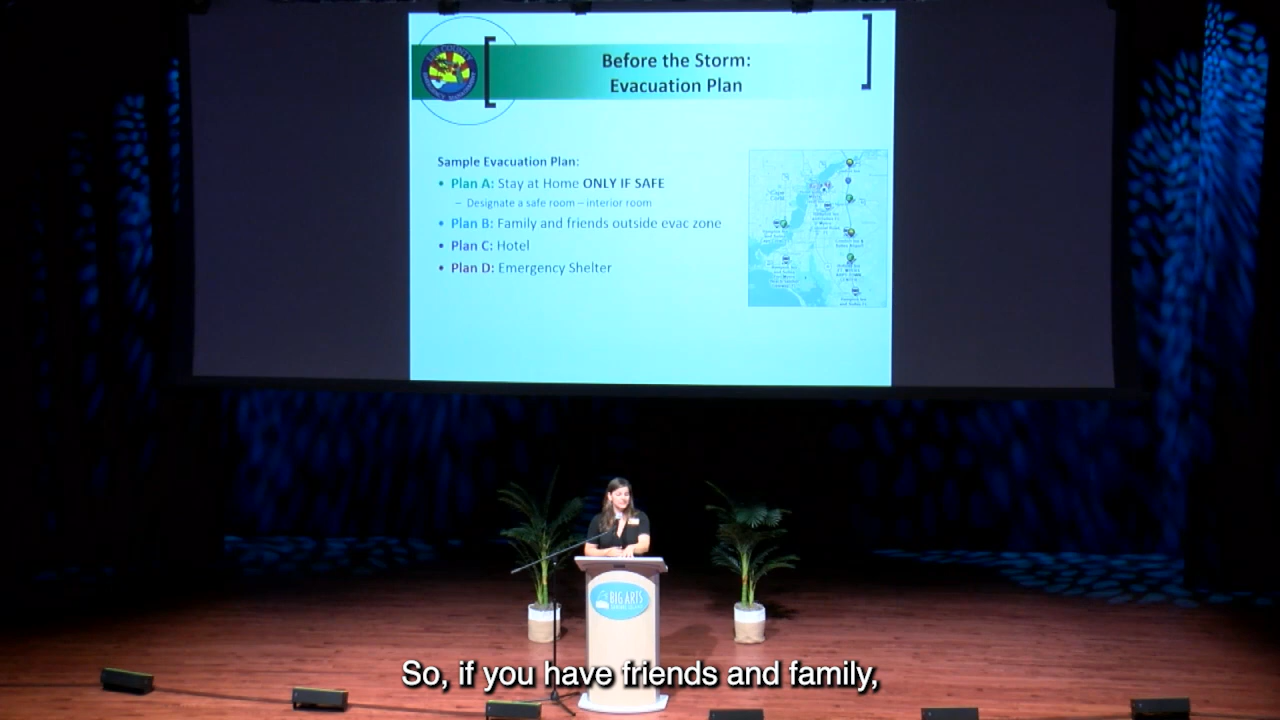 LEE COUNTY
Before the Storm:
Evacuation Plan
Sample Evacuation Plan:
• Plan A: Stay at Home ONLY IF SAFE
– Designate a safe room – interior room
• Plan B: Family and friends outside evac zone
• Plan C: Hotel
• Plan D: Emergency Shelter
BIG ARTS
So, if you have friends and family,